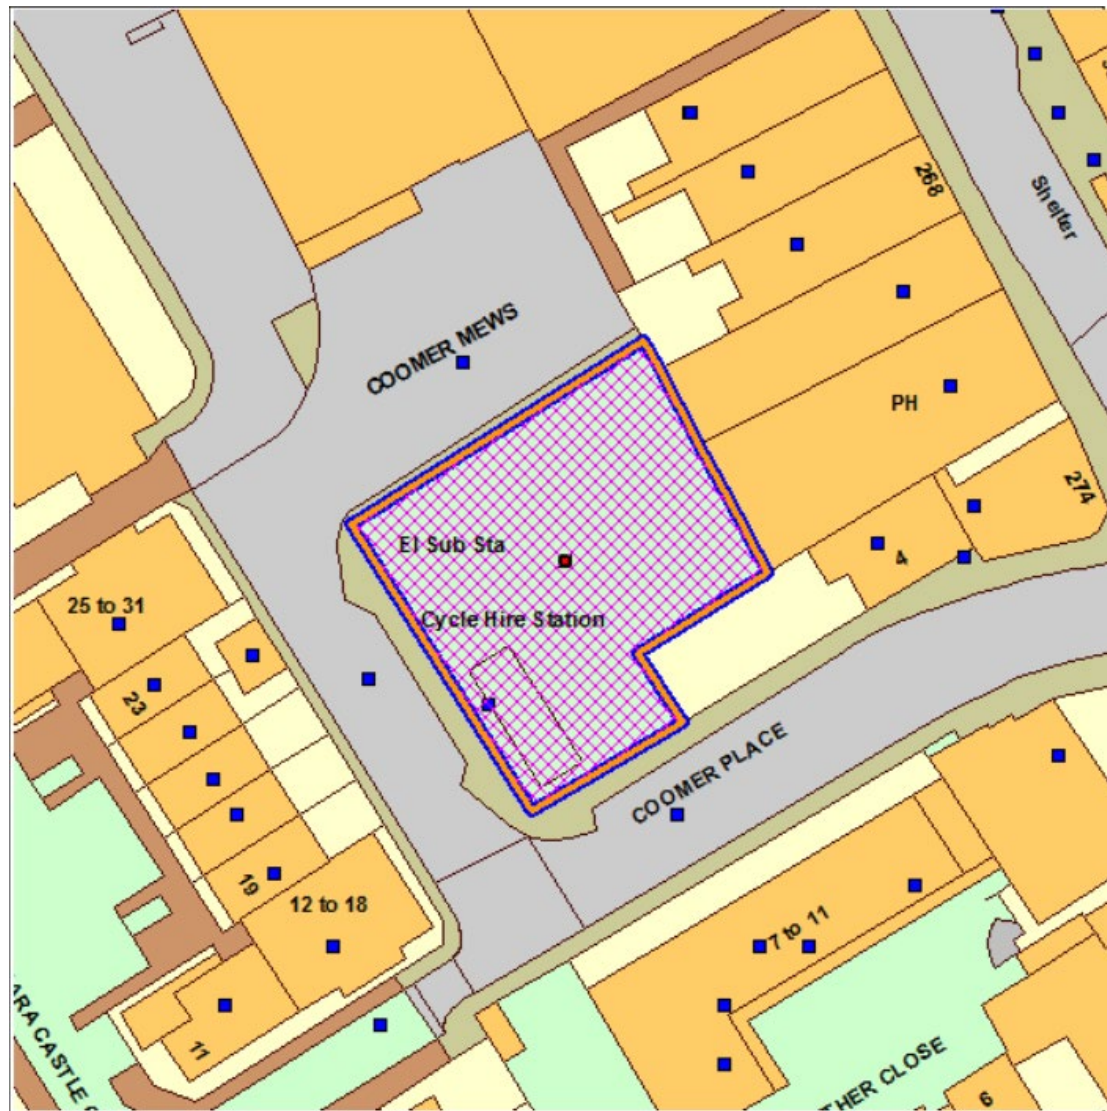 268
Shelter
COOMER MEWS
PH
274
El Sub Sta
4
Cycle Hire Station
25 to 31
23
COOMER PLACE
19
12 to 18
7 to 11
11
CASTLE
CLOSE
6